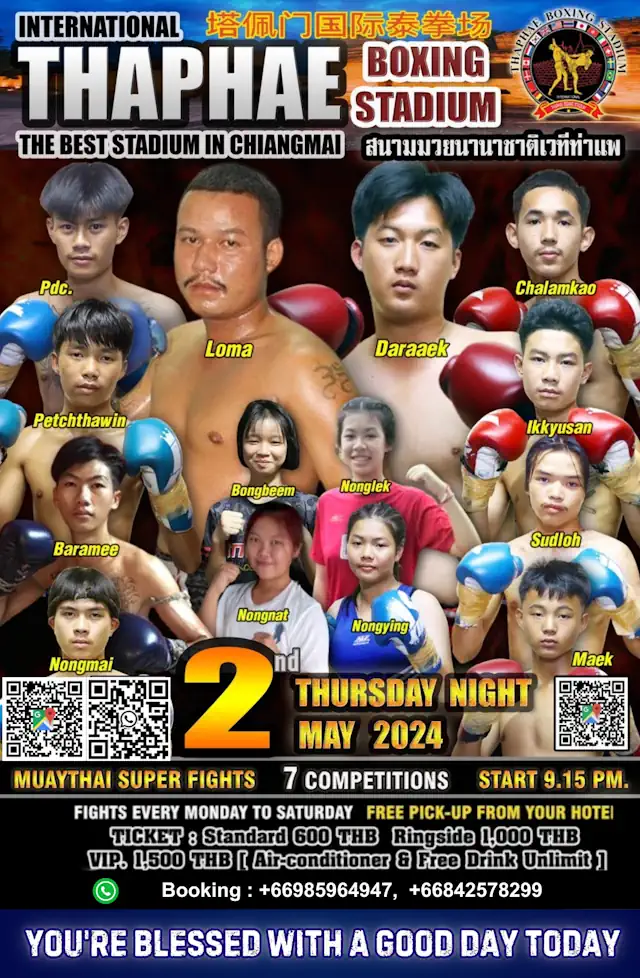 INTERNATIONAL
塔佩门国际泰拳场
THAPHAE
BOXING
STADIUM
THAPHAE BOXING STADIUM
THE BEST STADIUM IN CHIANGMAI
สนามมวยนานาชาติเวทีท่าแพ
Pdc.
Loma
Daraaek
Chalamkao
Petchthawin
Ikkyusan
Bongbeem
Nonglek
Baramee
Sudloh
Nongnat
Nongying
Nongmai
Maek
2nd
THURSDAY NIGHT
MAY 2024
MUAYTHAI SUPER FIGHTS 7 COMPETITIONS START 9.15 PM.
FIGHTS EVERY MONDAY TO SATURDAY FREE PICK-UP FROM YOUR HOTE
TICKET : Standard 600 THB Ringside 1,000 THB
VIP. 1,500 THB [ Air-conditioner & Free Drink Unlimit ]
Booking : +66985964947, +66842578299
YOU'RE BLESSED WITH A GOOD DAY TODAY